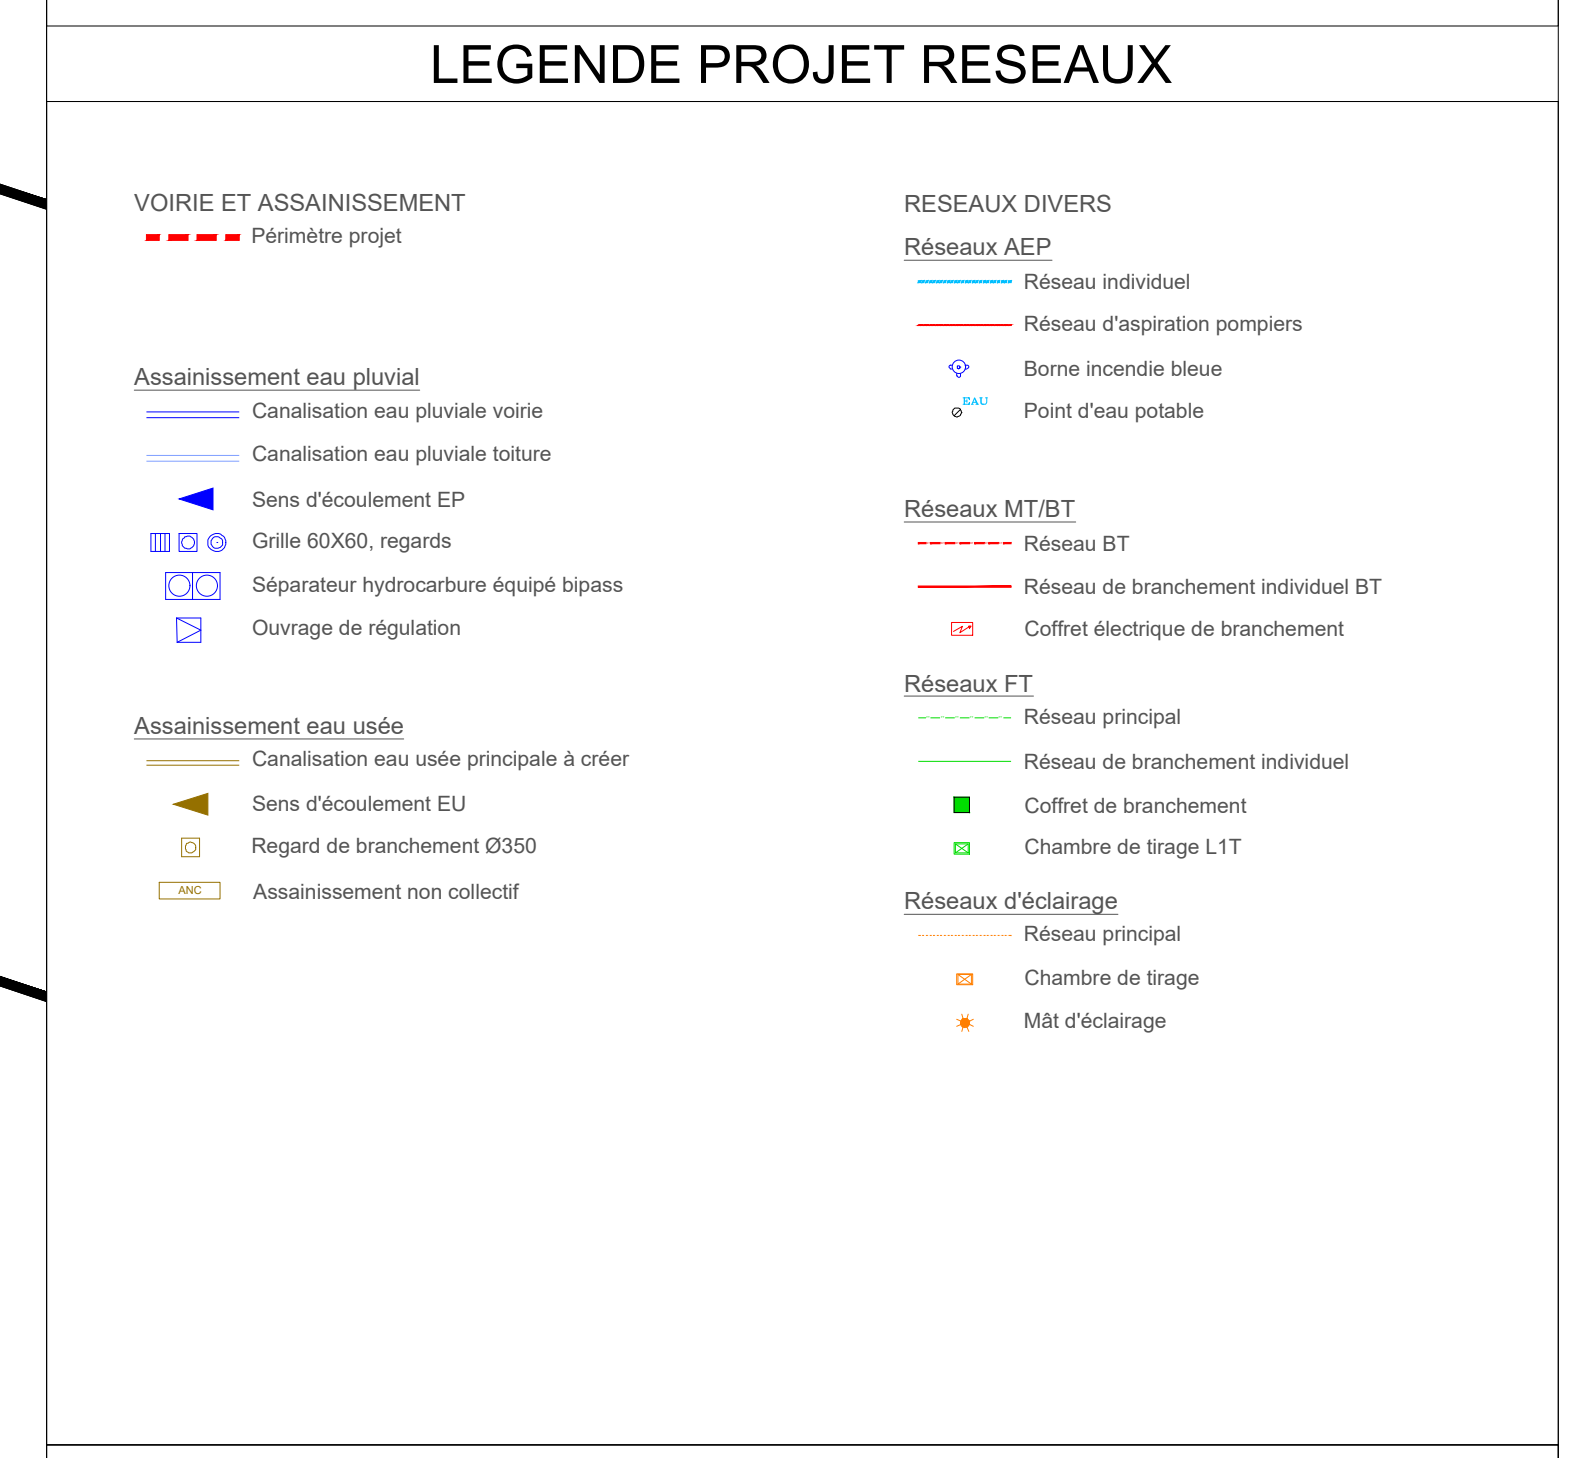 LEGENDE PROJET RESEAUX
VOIRIE ET ASSAINISSEMENT
Périmètre projet
Assainissement eau pluvial
Canalisation eau pluviale voirie
Canalisation eau pluviale toiture
Sens d'écoulement EP
Grille 60X60, regards
Séparateur hydrocarbure équipé bipass
Ouvrage de régulation
Assainissement eau usée
Canalisation eau usée principale à créer
Sens d'écoulement EU
Regard de branchement Ø350
ANC Assainissement non collectif
RESEAUX DIVERS
Réseaux AEP
Réseau individuel
Réseau d'aspiration pompiers
Borne incendie bleue
EAU Point d'eau potable
Réseaux MT/BT
Réseau BT
Réseau de branchement individuel BT
Coffret électrique de branchement
Réseaux FT
Réseau principal
Réseau de branchement individuel
Coffret de branchement
Chambre de tirage L1T
Réseaux d'éclairage
Réseau principal
Chambre de tirage
Mât d'éclairage